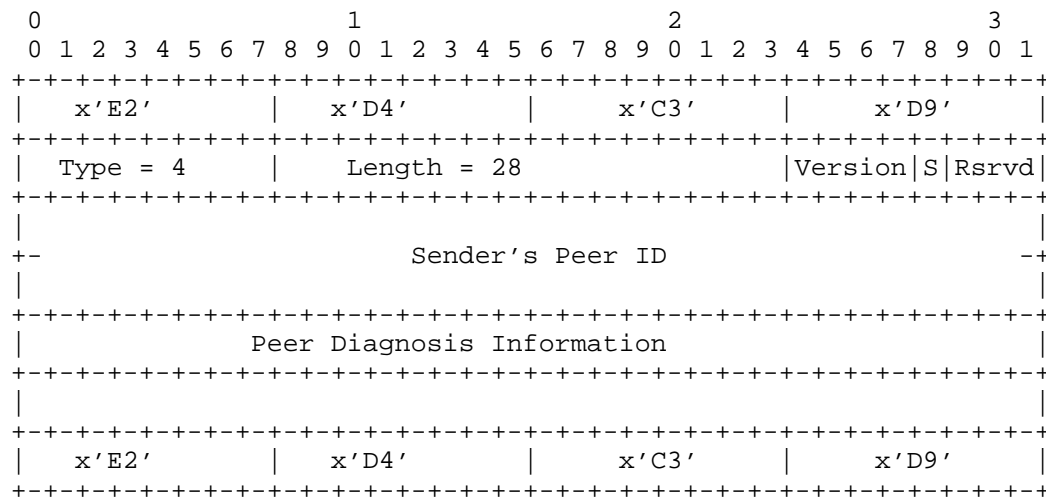 0                   1                   2                   3
 0 1 2 3 4 5 6 7 8 9 0 1 2 3 4 5 6 7 8 9 0 1 2 3 4 5 6 7 8 9 0 1
+-+-+-+-+-+-+-+-+-+-+-+-+-+-+-+-+-+-+-+-+-+-+-+-+-+-+-+-+-+-+-+-+
|   x’E2’       |   x’D4’       |     x’C3’     |     x’D9’     |
+-+-+-+-+-+-+-+-+-+-+-+-+-+-+-+-+-+-+-+-+-+-+-+-+-+-+-+-+-+-+-+-+
|  Type = 4     |    Length = 28                |Version|S|Rsrvd|
+-+-+-+-+-+-+-+-+-+-+-+-+-+-+-+-+-+-+-+-+-+-+-+-+-+-+-+-+-+-+-+-+
|                                                               |
+-                       Sender’s Peer ID                      -+
|                                                               |
+-+-+-+-+-+-+-+-+-+-+-+-+-+-+-+-+-+-+-+-+-+-+-+-+-+-+-+-+-+-+-+-+
|              Peer Diagnosis Information                       |
+-+-+-+-+-+-+-+-+-+-+-+-+-+-+-+-+-+-+-+-+-+-+-+-+-+-+-+-+-+-+-+-+
|                                                               |
+-+-+-+-+-+-+-+-+-+-+-+-+-+-+-+-+-+-+-+-+-+-+-+-+-+-+-+-+-+-+-+-+
|   x’E2’       |   x’D4’       |     x’C3’     |     x’D9’     |
+-+-+-+-+-+-+-+-+-+-+-+-+-+-+-+-+-+-+-+-+-+-+-+-+-+-+-+-+-+-+-+-+